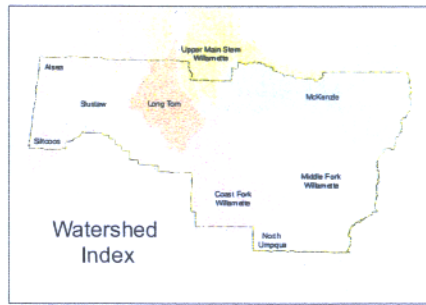 Upper Main Stem
Willamette
Alsea
McKenzie
Siuslaw
Long Tom
Siltcoos
Middle Fork
Willamette
Coast Fork
Willamette
North
Umpqua
Watershed
Index